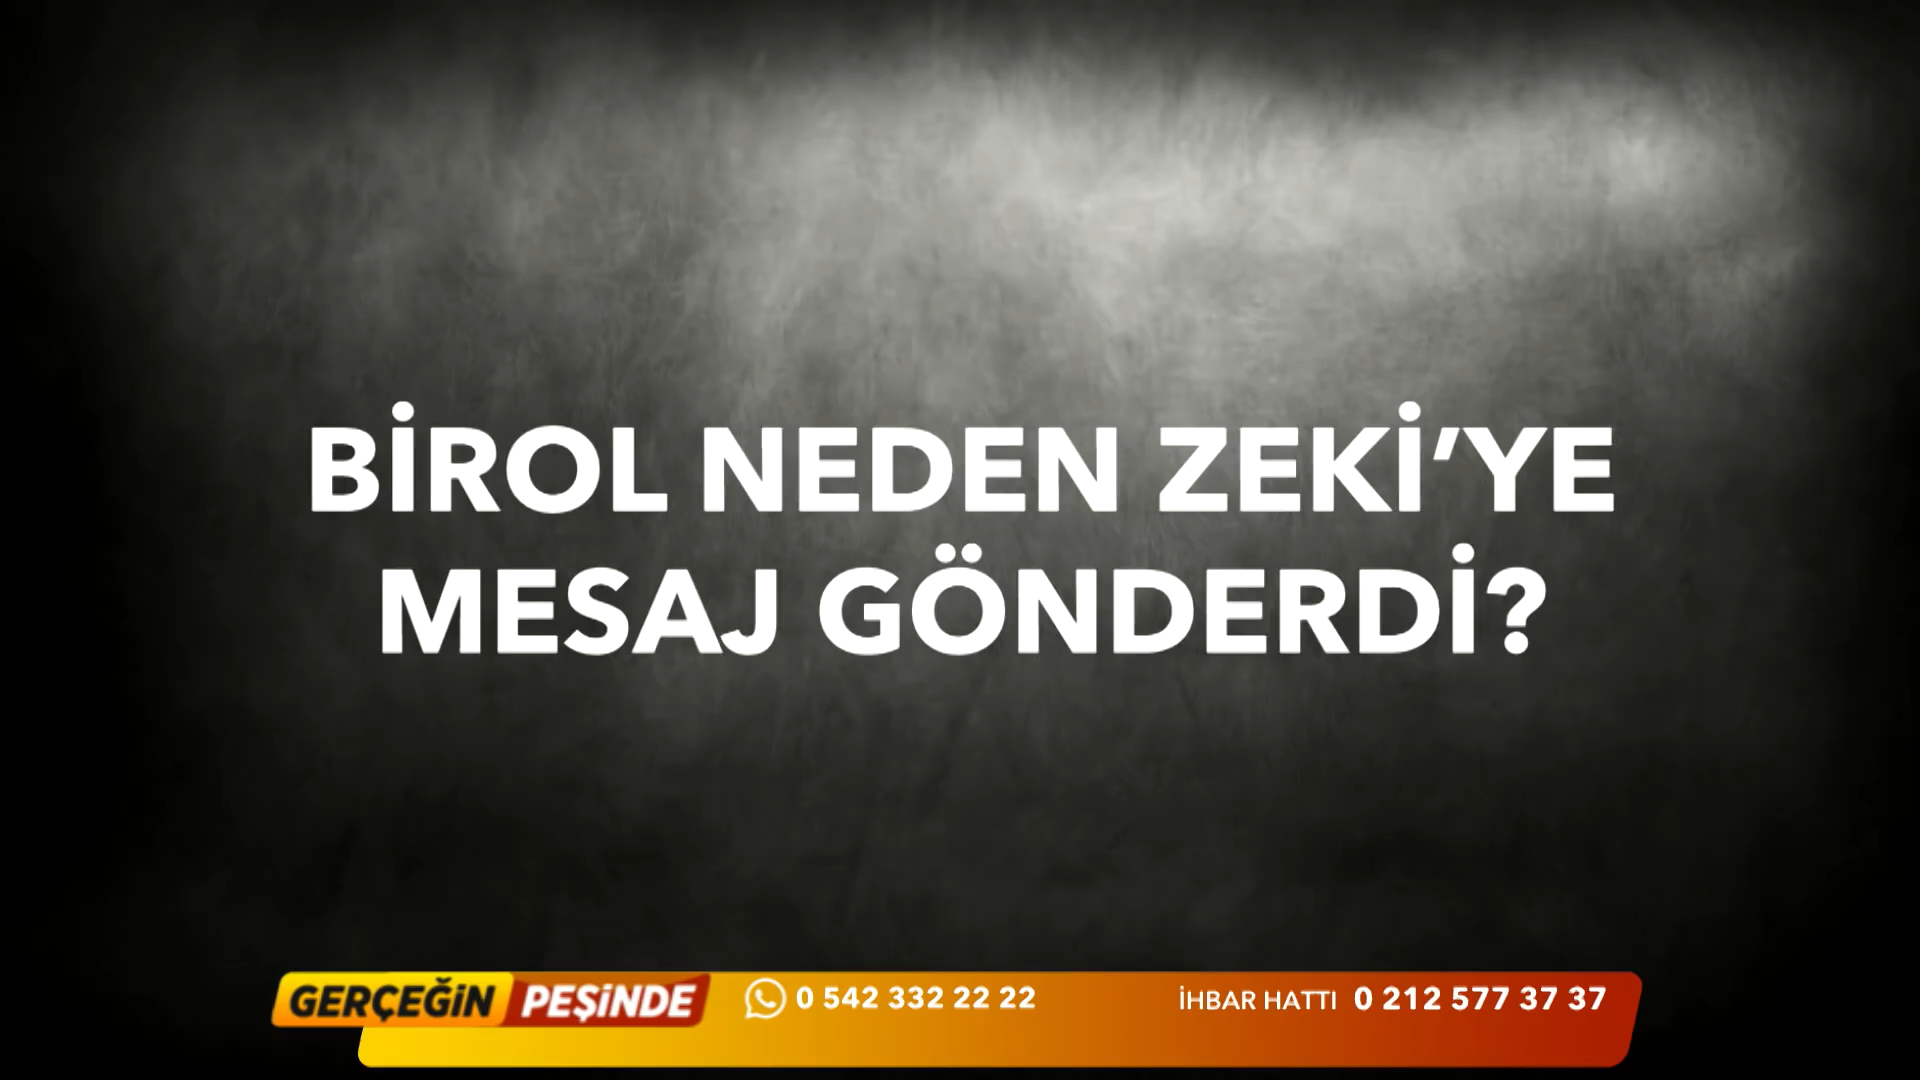 BİROL NEDEN ZEKİ’YE
MESAJ GÖNDERDİ?
GERÇEĞİN PEŞİNDE 0 542 332 22 22 İHBAR HATTI 0 212 577 37 37